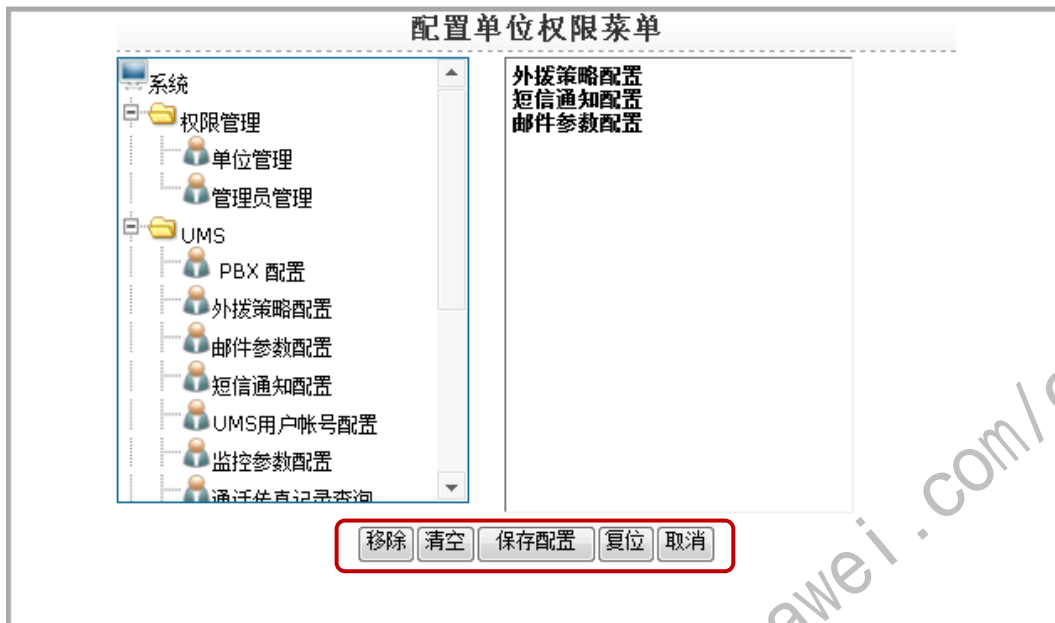 配置单位权限菜单
系统
权限管理
单位管理
管理员管理
UMS
PBX 配置
外拨策略配置
邮件参数配置
短信通知配置
UMS用户帐号配置
监控参数配置
外拨策略配置
短信通知配置
邮件参数配置
移除 清空 保存配置 复位 取消
awei.com/